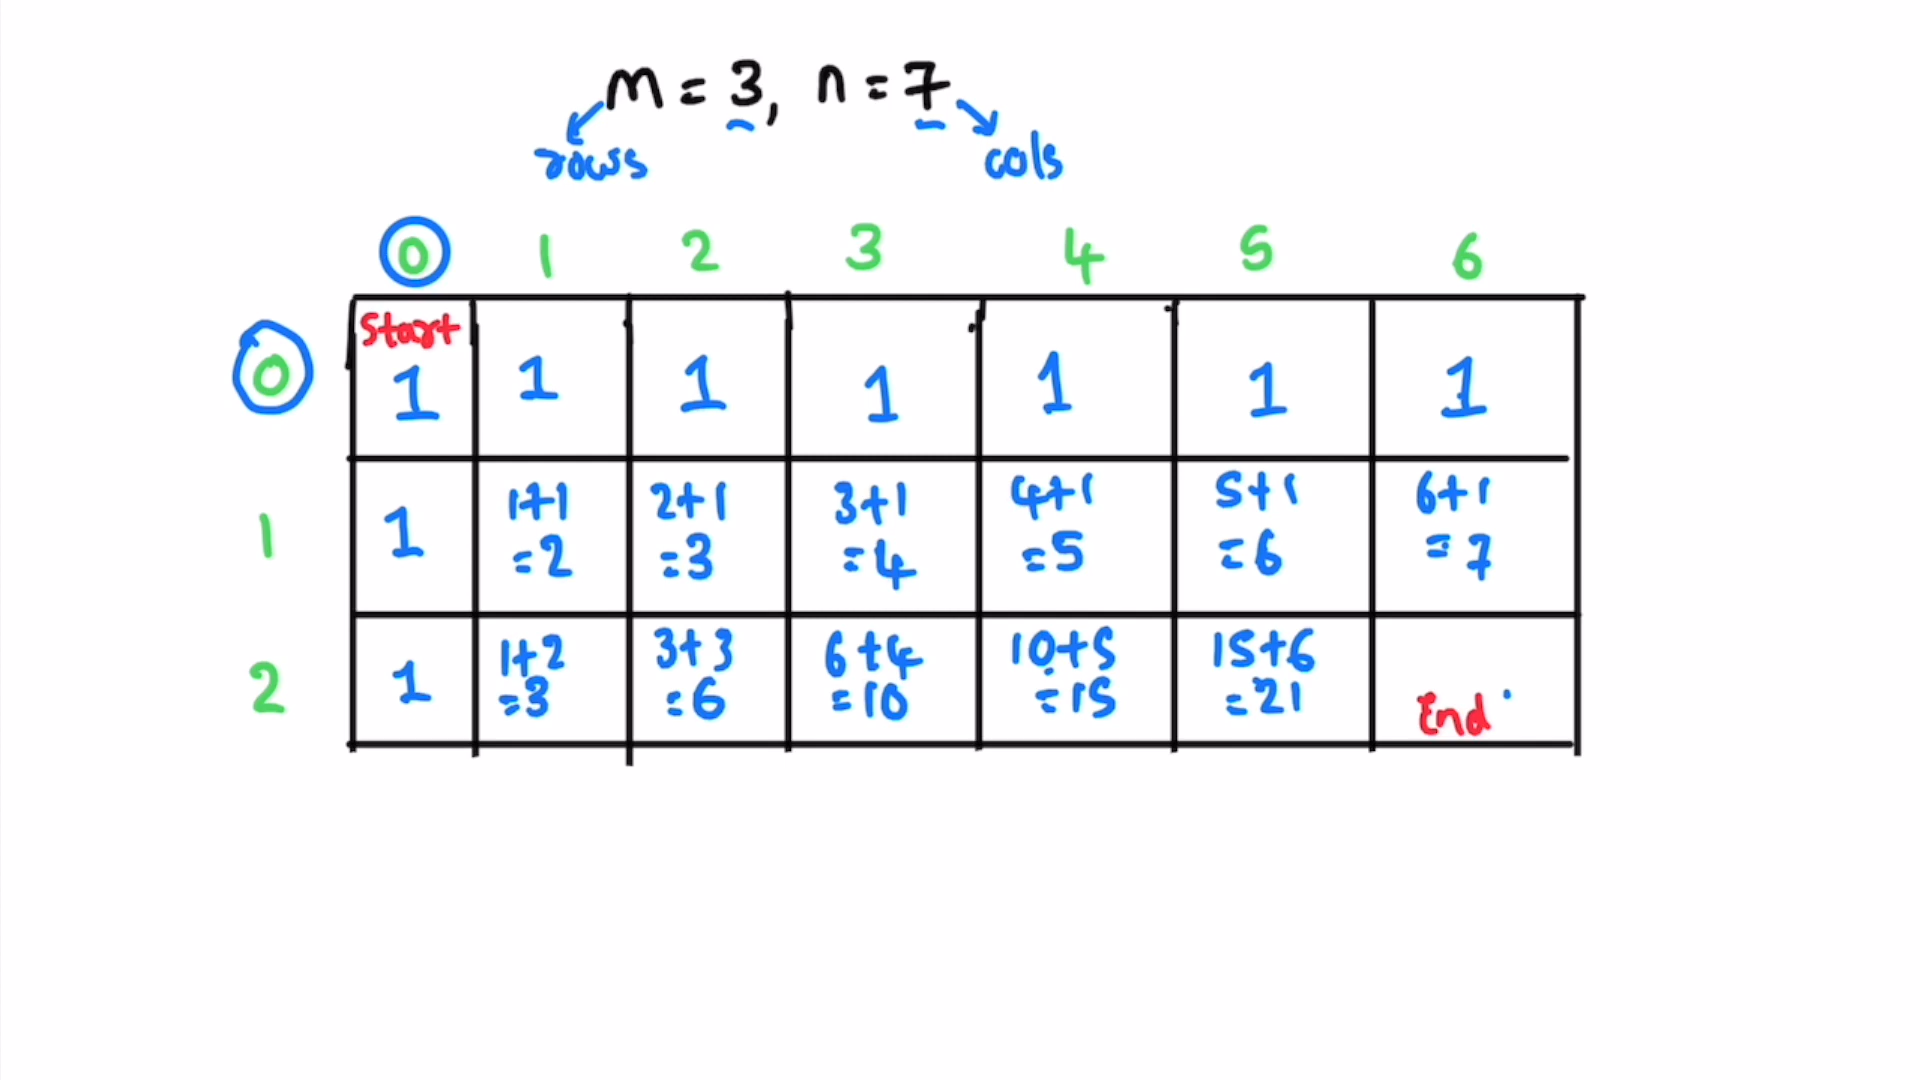 m = 3, n = 7
rows cols
0 1 2 3 4 5 6
Start
0 1 1 1 1 1 1 1
1 1 1+1 2+1 3+1 4+1 5+1 6+1
=2 =3 =4 =5 =6 =7
2 1 1+2 3+3 6+4 10+5 15+6
=3 =6 =10 =15 =21 End